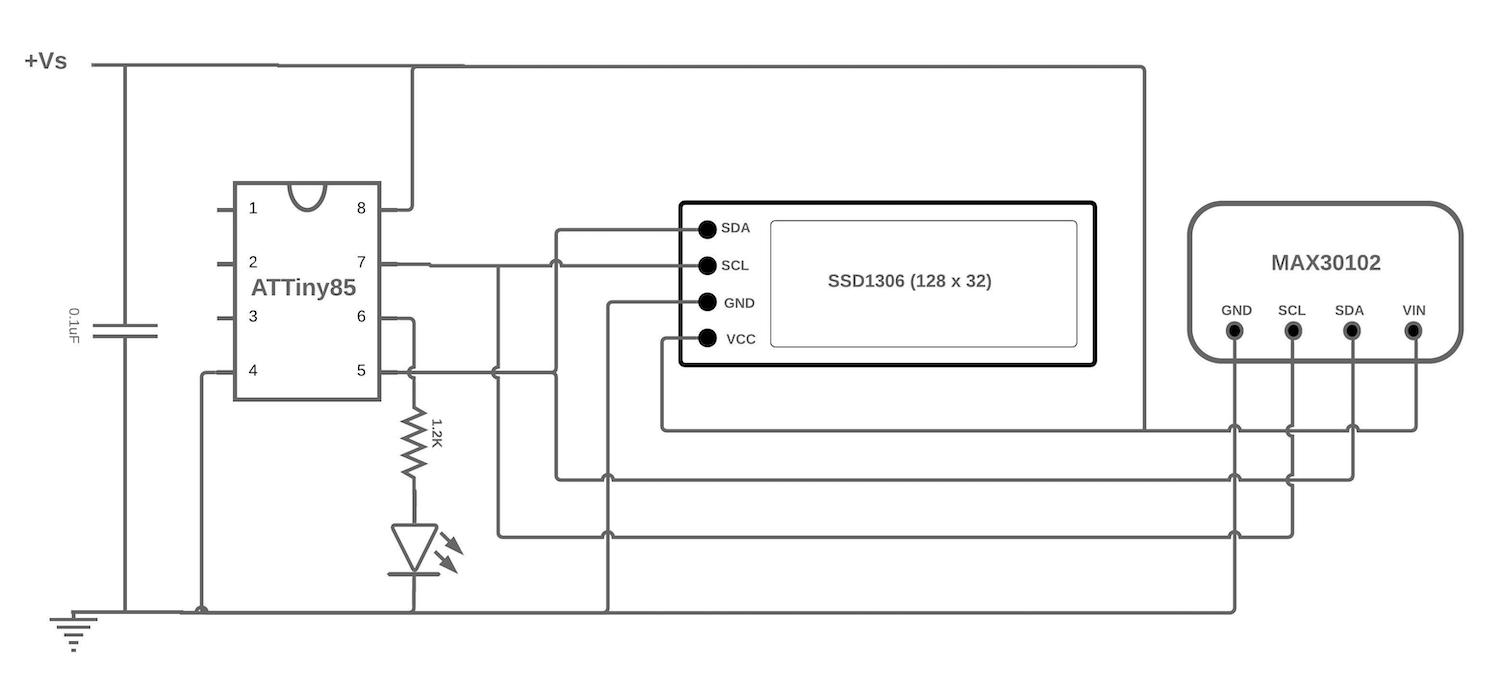 +Vs
0.1uF
1
2
3
4
8
7
6
5
ATTiny85
1.2K
SDA
SCL
GND
VCC
SSD1306 (128 x 32)
MAX30102
GND SCL SDA VIN